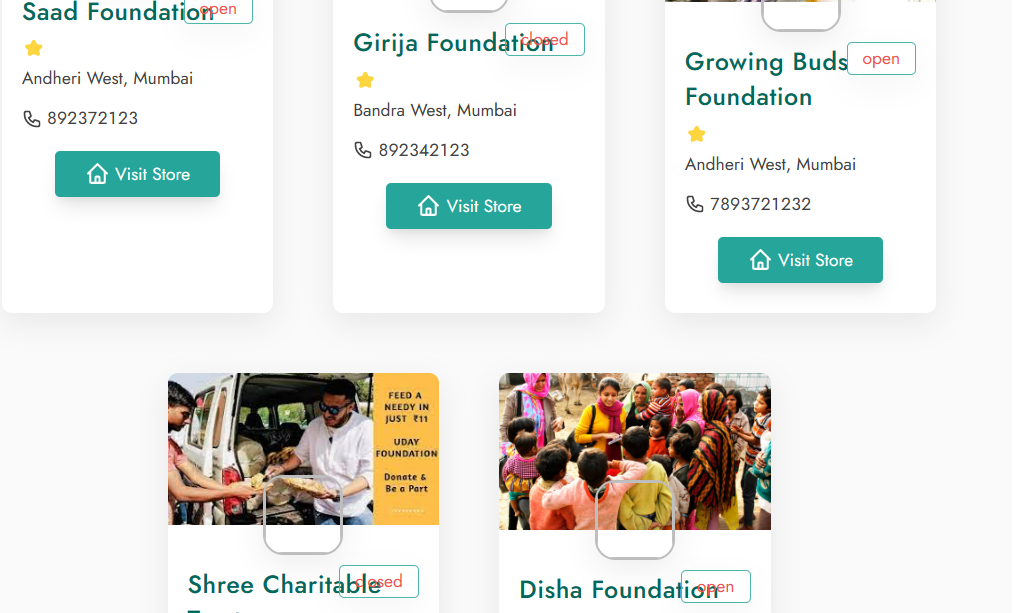 Saad Foundation
open
Andheri West, Mumbai
892372123
Visit Store
Girija Foundation
closed
Bandra West, Mumbai
892342123
Visit Store
Growing Buds
Foundation
open
Andheri West, Mumbai
7893721232
Visit Store
FEED A
NEEDY IN
JUST ₹11
UDAY
FOUNDATION
Donate &
Be a Part
Shree Charitable
closed
Disha Foundation
open